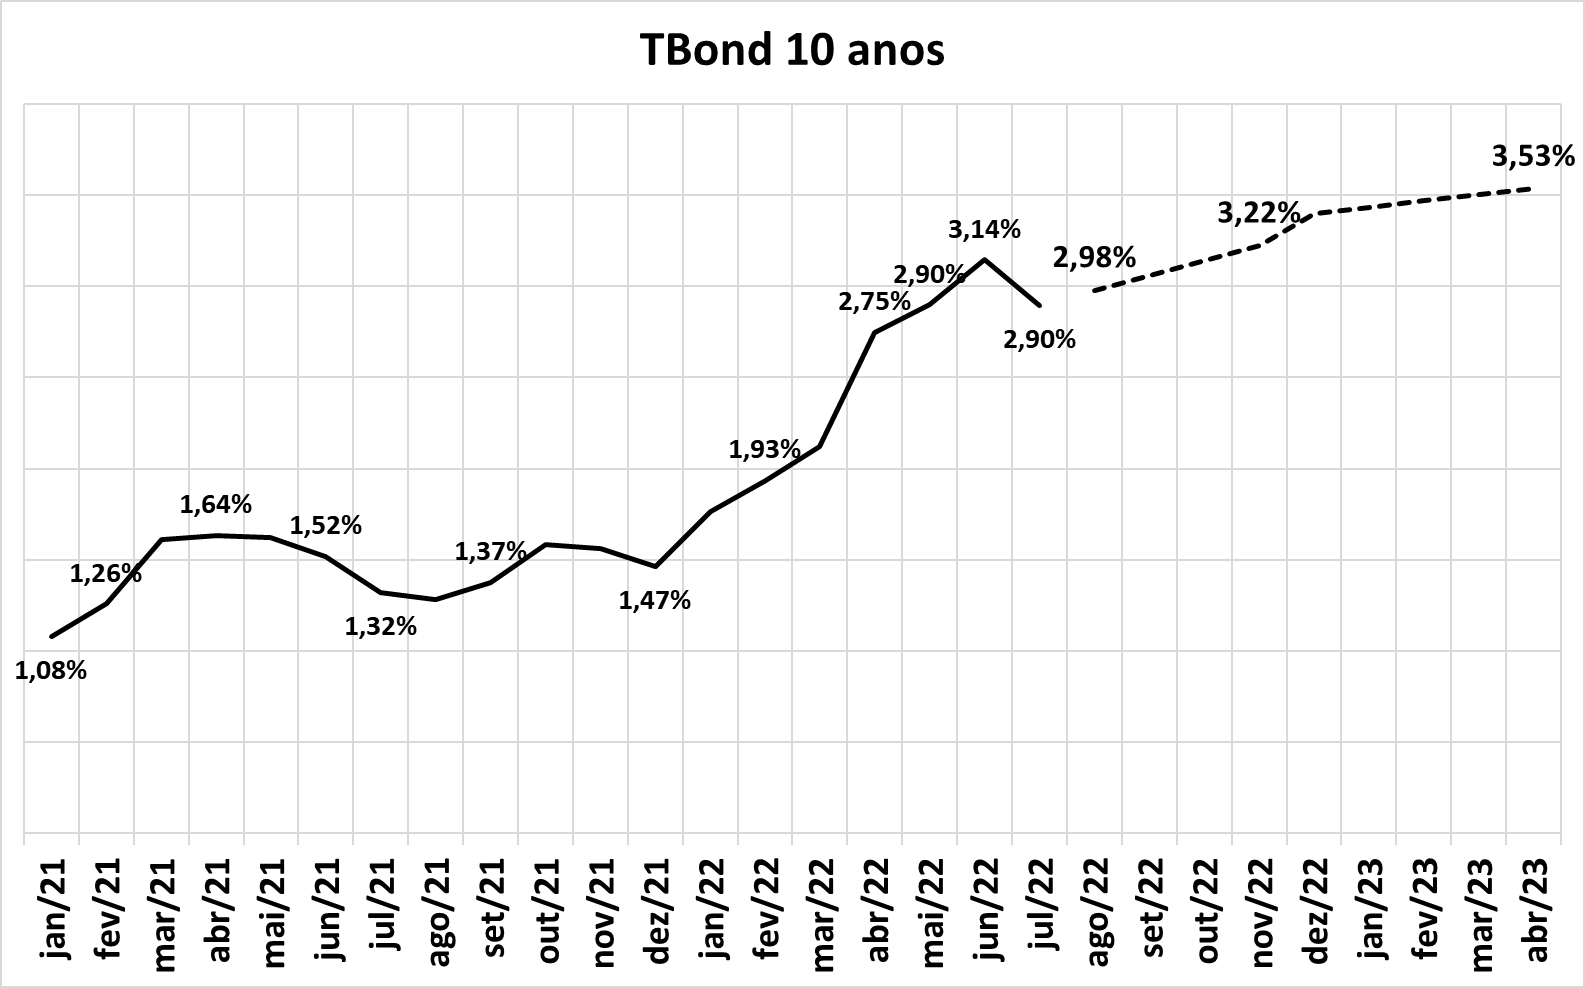 TBond 10 anos
3,53%
3,22%
3,14%
2,98%
2,90%
2,75%
2,90%
1,93%
1,64%
1,52%
1,37%
1,26%
1,47%
1,32%
1,08%
jan/21
fev/21
mar/21
abr/21
mai/21
jun/21
jul/21
ago/21
set/21
out/21
nov/21
dez/21
jan/22
fev/22
mar/22
abr/22
mai/22
jun/22
jul/22
ago/22
set/22
out/22
nov/22
dez/22
jan/23
fev/23
mar/23
abr/23